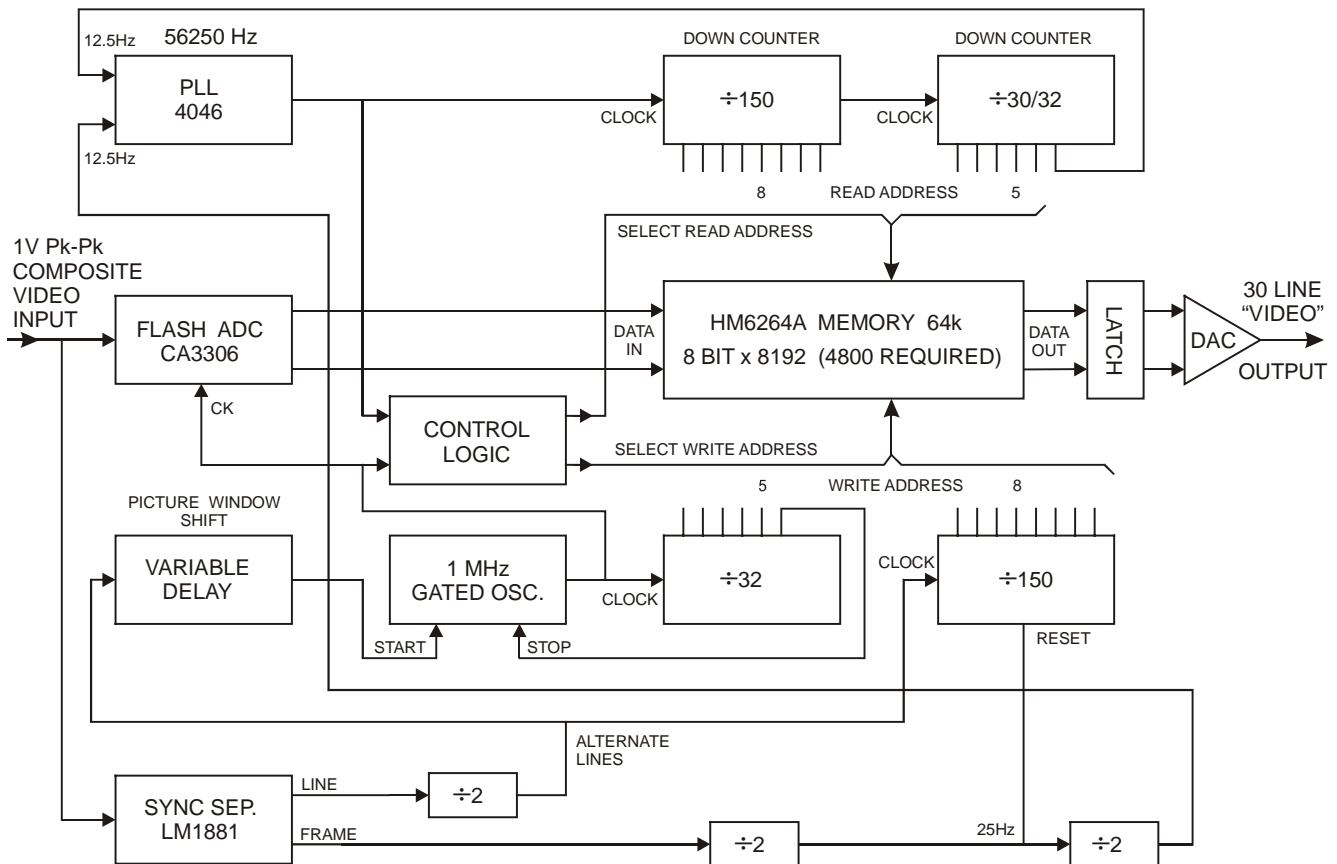 12.5Hz
56250 Hz
PLL
4046
12.5Hz
DOWN COUNTER
÷150
CLOCK
DOWN COUNTER
÷30/32
CLOCK
8
READ ADDRESS
5
SELECT READ ADDRESS
1V Pk-Pk
COMPOSITE
VIDEO
INPUT
FLASH ADC
CA3306
CK
DATA
IN
HM6264A MEMORY 64k
8 BIT x 8192 (4800 REQUIRED)
DATA
OUT
LATCH
DAC
30 LINE
“VIDEO”
OUTPUT
CONTROL
LOGIC
SELECT WRITE ADDRESS
5
WRITE ADDRESS
8
PICTURE WINDOW
SHIFT
VARIABLE
DELAY
1 MHz
GATED OSC.
START
STOP
CLOCK
÷32
CLOCK
÷150
RESET
ALTERNATE
LINES
SYNC SEP.
LM1881
LINE
÷2
FRAME
÷2
25Hz
÷2